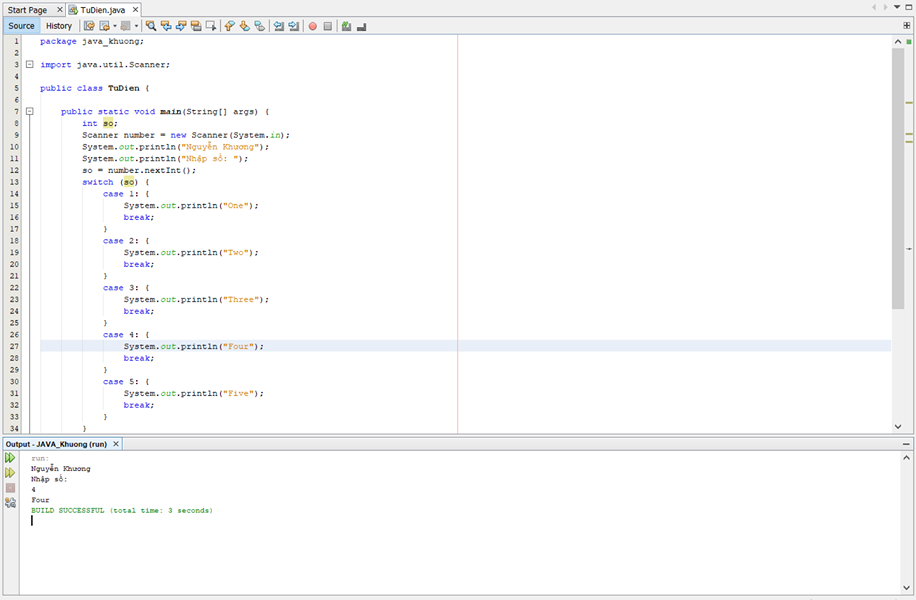 Start Page
TuDien.java
Source History
1 package java_khuong;
2
3 import java.util.Scanner;
4
5 public class TuDien {
6
7 public static void main(String[] args) {
8 int so;
9 Scanner number = new Scanner(System.in);
10 System.out.println("Nguyễn Khương");
11 System.out.println("Nhập số: ");
12 so = number.nextInt();
13 switch (so) {
14 case 1: {
15 System.out.println("One");
16 break;
17 }
18 case 2: {
19 System.out.println("Two");
20 break;
21 }
22 case 3: {
23 System.out.println("Three");
24 break;
25 }
26 case 4: {
27 System.out.println("Four");
28 break;
29 }
30 case 5: {
31 System.out.println("Five");
32 break;
33 }
34 }
Output - JAVA_Khuong (run)
run:
Nguyễn Khương
Nhập số:
4
Four
BUILD SUCCESSFUL (total time: 3 seconds)